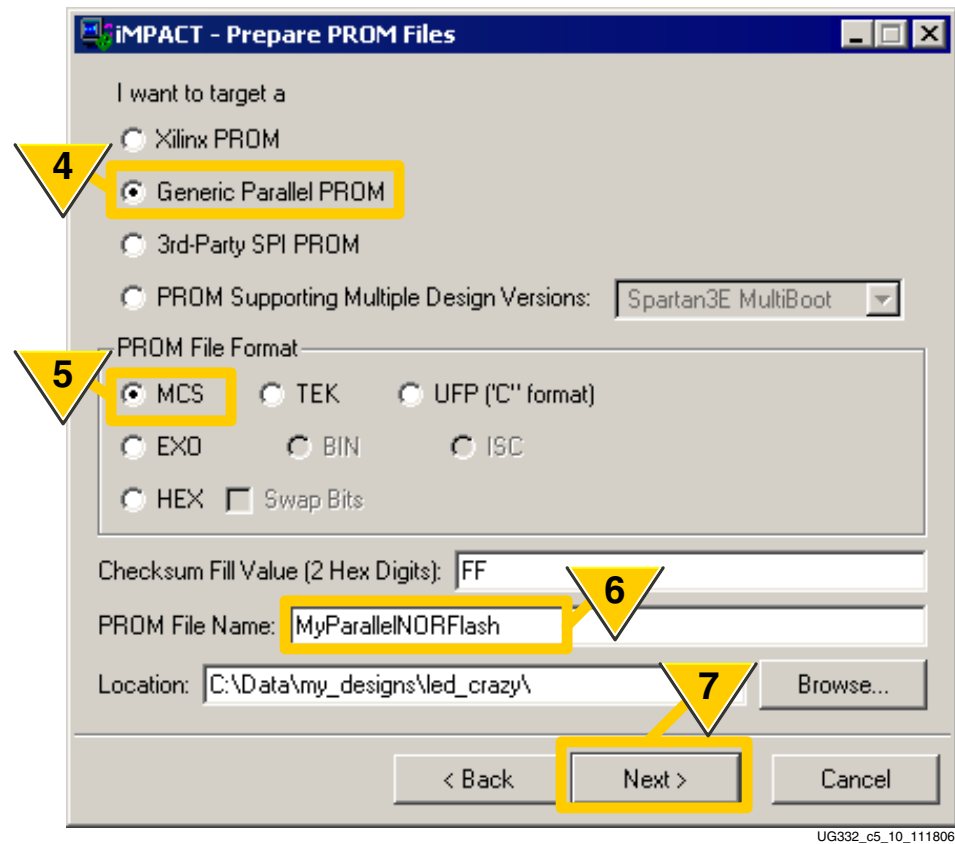 iMPACT - Prepare PROM Files
I want to target a
Xilinx PROM
4
Generic Parallel PROM
3rd-Party SPI PROM
PROM Supporting Multiple Design Versions: Spartan3E MultiBoot
PROM File Format
5
MCS TEK UFP ('C" format)
EXO BIN ISC
HEX Swap Bits
Checksum Fill Value (2 Hex Digits): FF
6
PROM File Name: MyParallelNORFlash
Location: C:\Data\my_designs\led_crazy\ 7 Browse...
< Back Next > Cancel
UG332_c5_10_111806